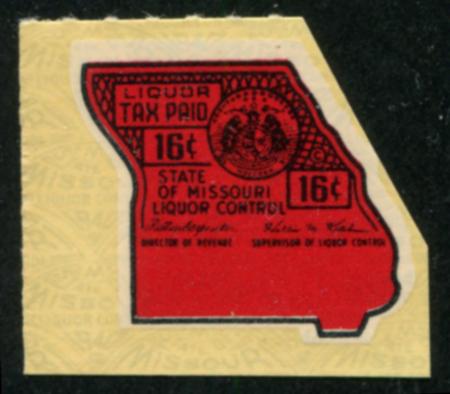 LIQUOR
TAX PAID
16¢
STATE
OF MISSOURI
LIQUOR CONTROL
16¢
DIRECTOR OF REVENUE
SUPERVISOR OF LIQUOR CONTROL